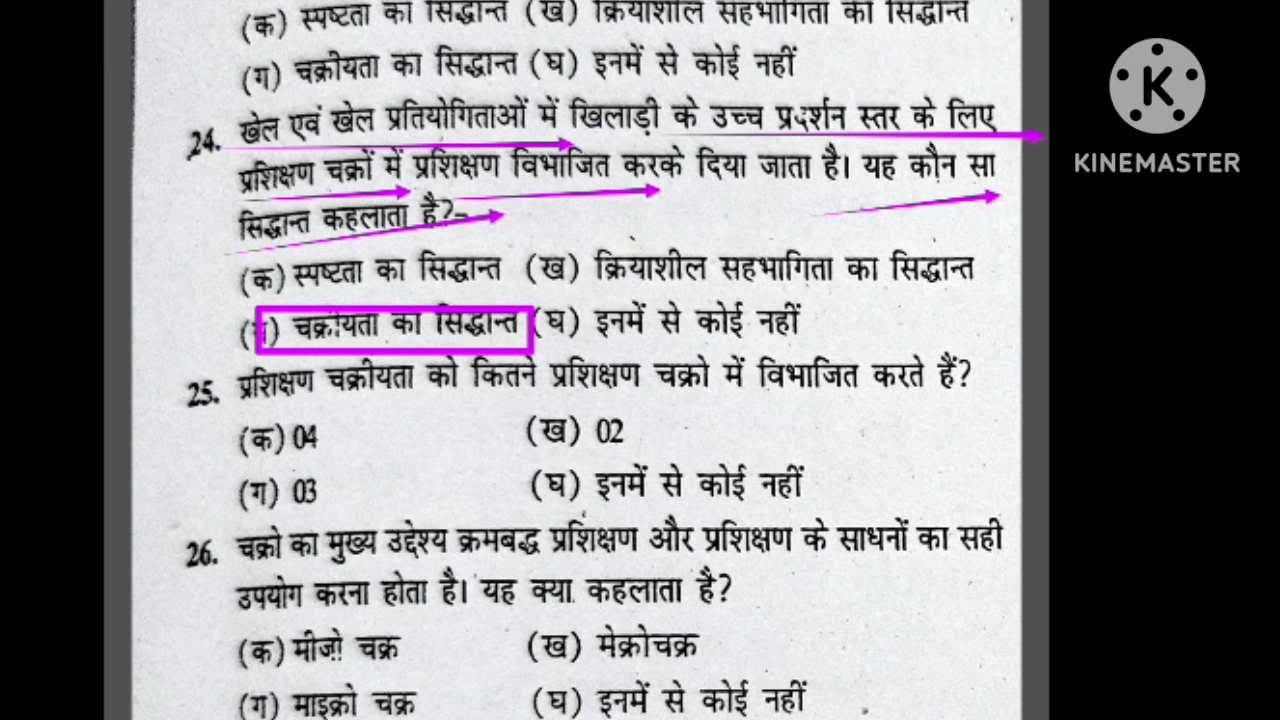 (क) स्पष्टता का सिद्धान्त (ख) क्रियाशील सहभागिता का सिद्धान्त
(ग) चक्रीयता का सिद्धान्त (घ) इनमें से कोई नहीं
24. खेल एवं खेल प्रतियोगिताओं में खिलाड़ी के उच्च प्रदर्शन स्तर के लिए
प्रशिक्षण चक्रों में प्रशिक्षण विभाजित करके दिया जाता है। यह कौन सा
सिद्धान्त कहलाता है?-
(क) स्पष्टता का सिद्धान्त (ख) क्रियाशील सहभागिता का सिद्धान्त
(ग) चक्रीयता का सिद्धान्त (घ) इनमें से कोई नहीं
25. प्रशिक्षण चक्रीयता को कितने प्रशिक्षण चक्रो में विभाजित करते हैं?
(क) 04 (ख) 02
(ग) 03 (घ) इनमें से कोई नहीं
26. चक्रो का मुख्य उद्देश्य क्रमबद्ध प्रशिक्षण और प्रशिक्षण के साधनों का सही
उपयोग करना होता है। यह क्या कहलाता है?
(क) मीजो चक्र (ख) मेक्रोचक्र
(ग) माइक्रो चक्र (घ) इनमें से कोई नहीं
K
KINEMASTER